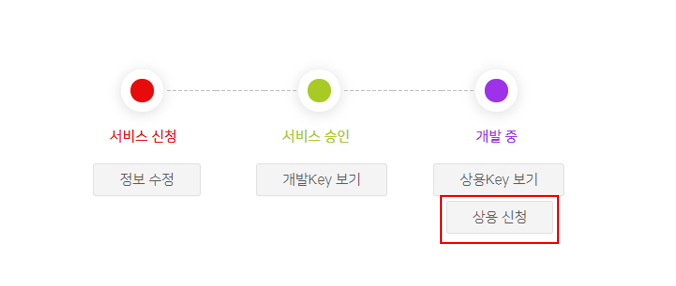 서비스 신청
서비스 승인
개발 중
정보 수정
개발Key 보기
상용Key 보기
상용 신청